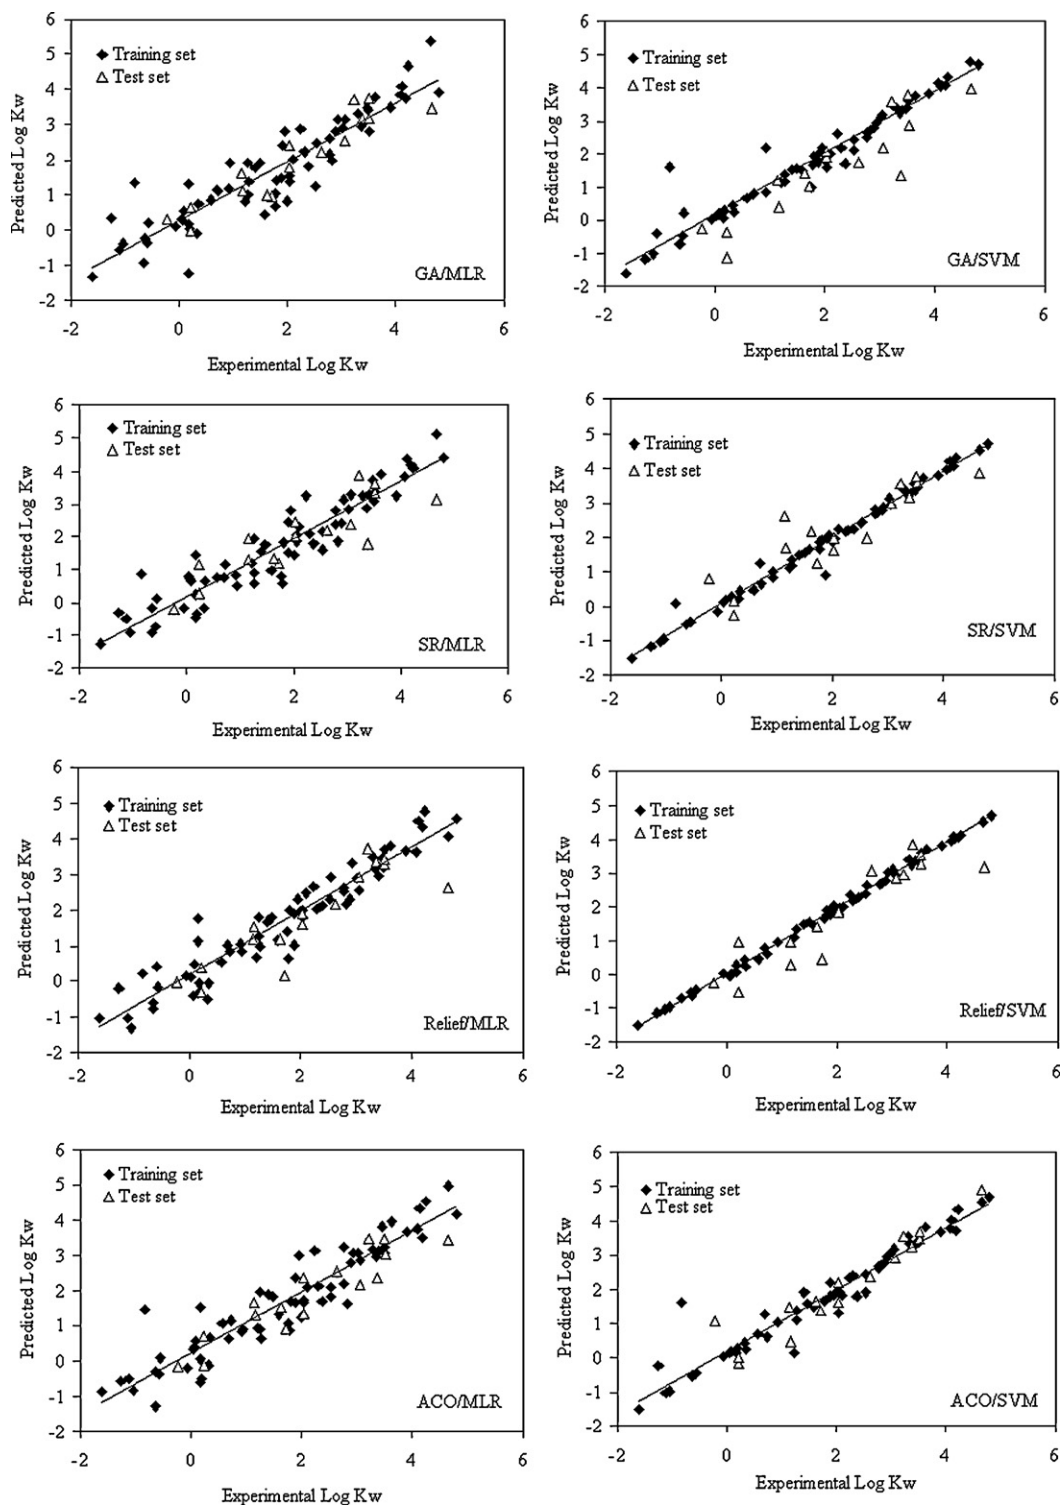 6
5
4
3
2
1
0
-1
-2
-2 0 2 4 6
Predicted Log Kw
Training set
Test set
GA/MLR
Experimental Log Kw
6
5
4
3
2
1
0
-1
-2
-2 0 2 4 6
Predicted Log Kw
Training set
Test set
GA/SVM
Experimental Log Kw
6
5
4
3
2
1
0
-1
-2
-2 0 2 4 6
Predicted Log Kw
Training set
Test set
SR/MLR
Experimental Log Kw
6
5
4
3
2
1
0
-1
-2
-2 0 2 4 6
Predicted Log Kw
Training set
Test set
SR/SVM
Experimental Log Kw
6
5
4
3
2
1
0
-1
-2
-2 0 2 4 6
Predicted Log Kw
Training set
Test set
Relief/MLR
Experimental Log Kw
6
5
4
3
2
1
0
-1
-2
-2 0 2 4 6
Predicted Log Kw
Training set
Test set
Relief/SVM
Experimental Log Kw
6
5
4
3
2
1
0
-1
-2
-2 0 2 4 6
Predicted Log Kw
Training set
Test set
ACO/MLR
Experimental Log Kw
6
5
4
3
2
1
0
-1
-2
-2 0 2 4 6
Predicted Log Kw
Training set
Test set
ACO/SVM
Experimental Log Kw